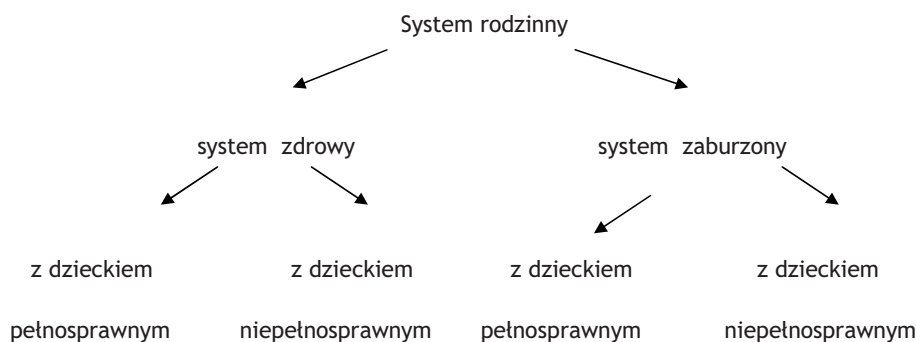 System rodzinny
system zdrowy
system zaburzony
z dzieckiem
pełnosprawnym
z dzieckiem
niepełnosprawnym
z dzieckiem
pełnosprawnym
z dzieckiem
niepełnosprawnym